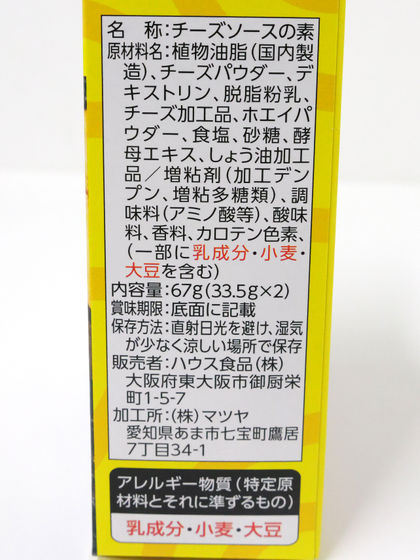 名 称:チーズソースの素
原材料名:植物油脂(国内製
造)、チーズパウダー、デ
キストリン、脱脂粉乳、
チーズ加工品、ホエイパ
ウダー、食塩、砂糖、酵
母エキス、しょう油加工
品/増粘剤(加工デン
プン、増粘多糖類)、調
味料(アミノ酸等)、酸味
料、香料、カロテン色素、
(一部に乳成分・小麦・
大豆を含む)
内容量:67g(33.5g×2)
賞味期限:底面に記載
保存方法:直射日光を避け、湿気
が少なく涼しい場所で保存
販売者:ハウス食品(株)
大阪府東大阪市御厨栄
町1-5-7
加工所:(株)マツヤ
愛知県あま市七宝町鷹居
7丁目34-1
アレルギー物質(特定原
材料とそれに準ずるもの)
乳成分・小麦・大豆